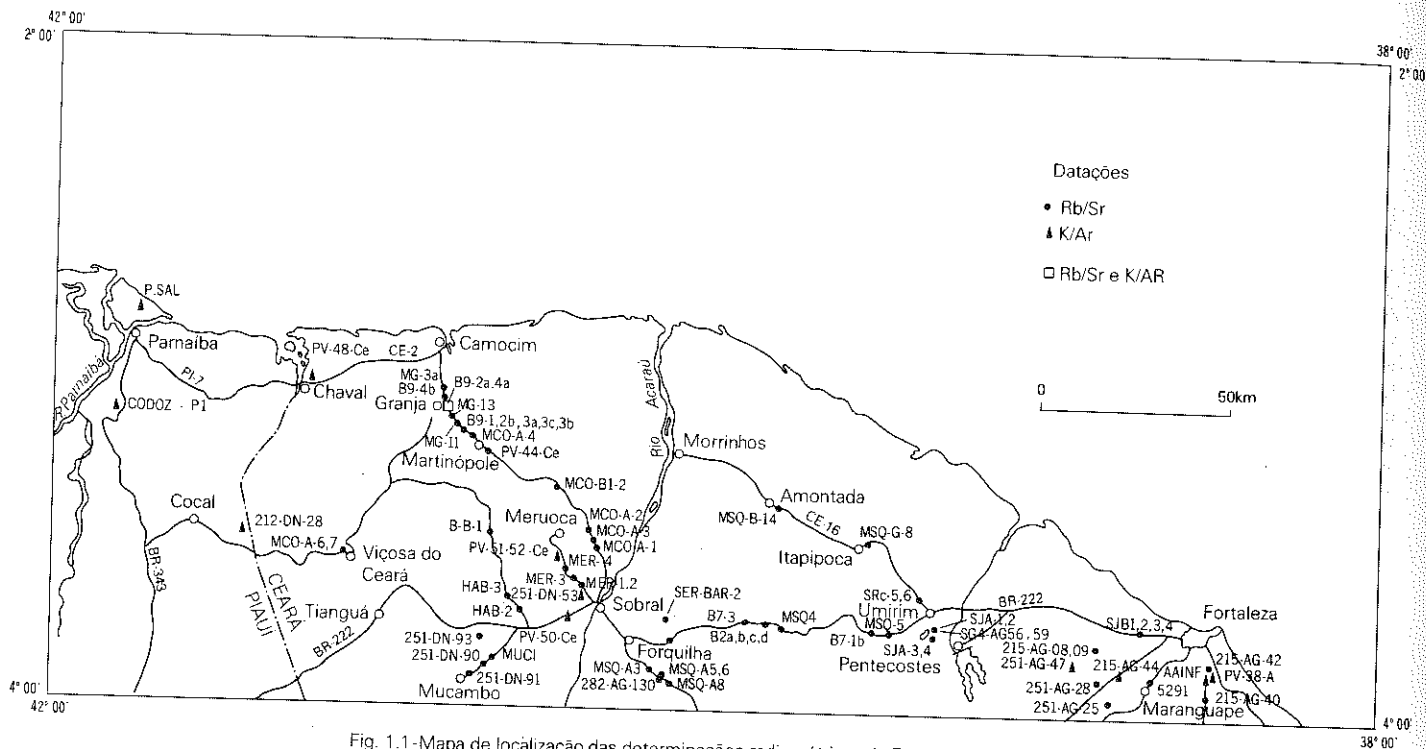 42° 00'
2° 00'
38° 00'
2° 00'
Datações
Rb/Sr
K/Ar
Rb/Sr e K/AR
0 50km
P.SAL
Parnaíba
R. Parnaíba
PI-7
CODOZ - P1
PV-48-Ce
CE-2
Chaval
Camocim
MG-3a
B9-4b
B9-2a.4a
Granja
MG-13
B9-1,2b,3a,3c,3b
MG-11
MCO-A-4
PV-44-Ce
Martinópole
Rio Acaraú
Morrinhos
MCO-B1-2
Amontada
MSQ-B-14
CE-16
MSQ-G-8
Itapipoca
Cocal
212-DN-28
MCO-A-6,7
Viçosa do
Ceará
B-B-1
Meruoca
MCO-A-2
MCO-A-3
MCO-A-1
PV-51-52-Ce
MER-4
MER-3
MER-1.2
251-DN-53
HAB-3
HAB-2
PV-50-Ce
Sobral
BR-343
CEARÁ
PIAUÍ
Tianguá
BR-222
251-DN-93
251-DN-90
MUCI
251-DN-91
Mucambo
SER-BAR-2
B7-3
B2a,b,c,d
MSQ4
Forquilha
MSQ-A3
MSQ-A5,6
282-AG-130
MSQ-A8
B7-1b
MSQ-5
SRc-5,6
Umirim
BR-222
SJA-1,2
SG4-AG56,59
SJA-3,4
Pentecostes
SJB1,2,3,4
Fortaleza
215-AG-08,09
251-AG-47
215-AG-44
251-AG-28
251-AG-25
5291
Maranguape
AAINF
215-AG-42
PV-38-A
215-AG-40
4° 00'
42° 00'
4° 00'
38° 00'
Fig. 1.1-Mapa de localização das determinações